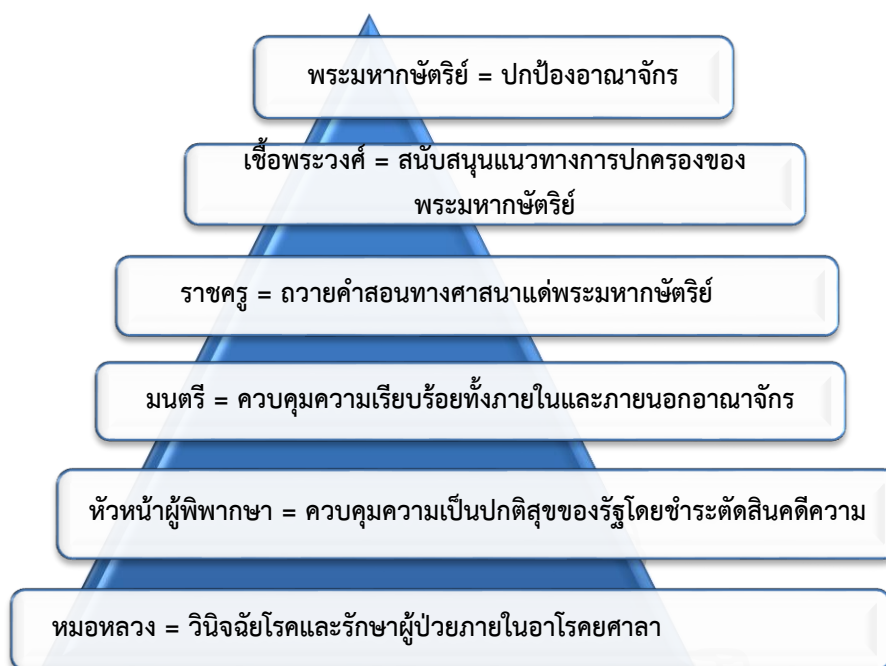 พระมหากษัตริย์ = ปกป้องอาณาจักร
เชื้อพระวงศ์ = สนับสนุนแนวทางการปกครองของ
พระมหากษัตริย์
ราชครู = ถวายคำสอนทางศาสนาแด่พระมหากษัตริย์
มนตรี = ควบคุมความเรียบร้อยทั้งภายในและภายนอกอาณาจักร
หัวหน้าผู้พิพากษา = ควบคุมความเป็นปกติสุขของรัฐโดยชำระตัดสินคดีความ
หมอหลวง = วินิจฉัยโรคและรักษาผู้ป่วยภายในอาโรคยศาลา